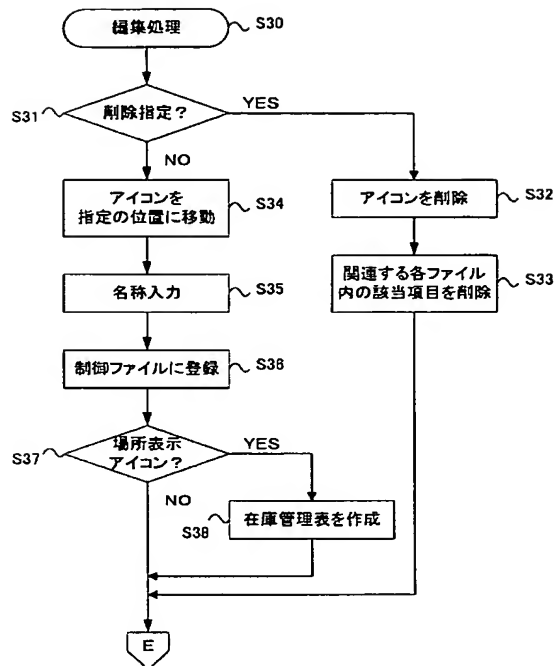 編集処理
S30
S31
削除指定?
YES
NO
アイコンを
指定の位置に移動
S34
アイコンを削除
S32
名称入力
S35
関連する各ファイル
内の該当項目を削除
S33
制御ファイルに登録
S36
S37
場所表示
アイコン?
YES
NO
在庫管理表を作成
S38
E